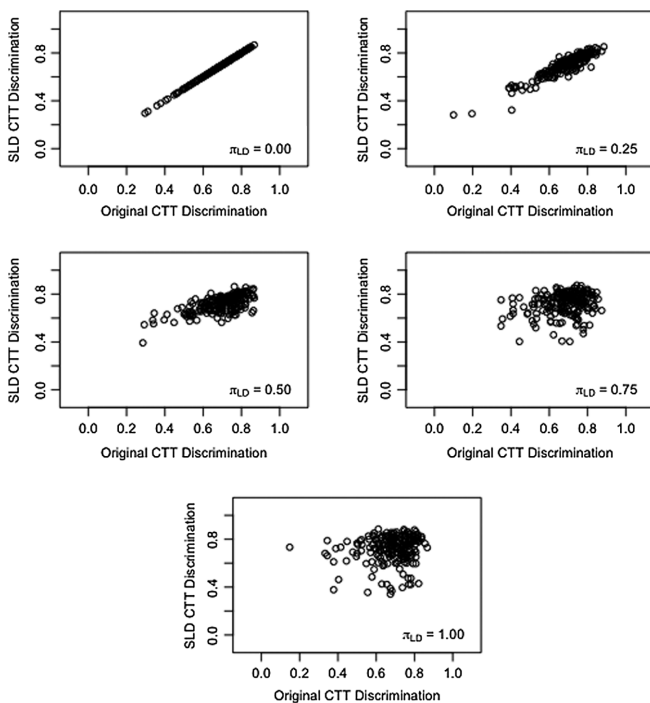 SLD CTT Discrimination
0.8
0.4
0.0
π_LD = 0.00
0.0 0.2 0.4 0.6 0.8 1.0
Original CTT Discrimination
SLD CTT Discrimination
0.8
0.4
0.0
π_LD = 0.25
0.0 0.2 0.4 0.6 0.8 1.0
Original CTT Discrimination
SLD CTT Discrimination
0.8
0.4
0.0
π_LD = 0.50
0.0 0.2 0.4 0.6 0.8 1.0
Original CTT Discrimination
SLD CTT Discrimination
0.8
0.4
0.0
π_LD = 0.75
0.0 0.2 0.4 0.6 0.8 1.0
Original CTT Discrimination
SLD CTT Discrimination
0.8
0.4
0.0
π_LD = 1.00
0.0 0.2 0.4 0.6 0.8 1.0
Original CTT Discrimination